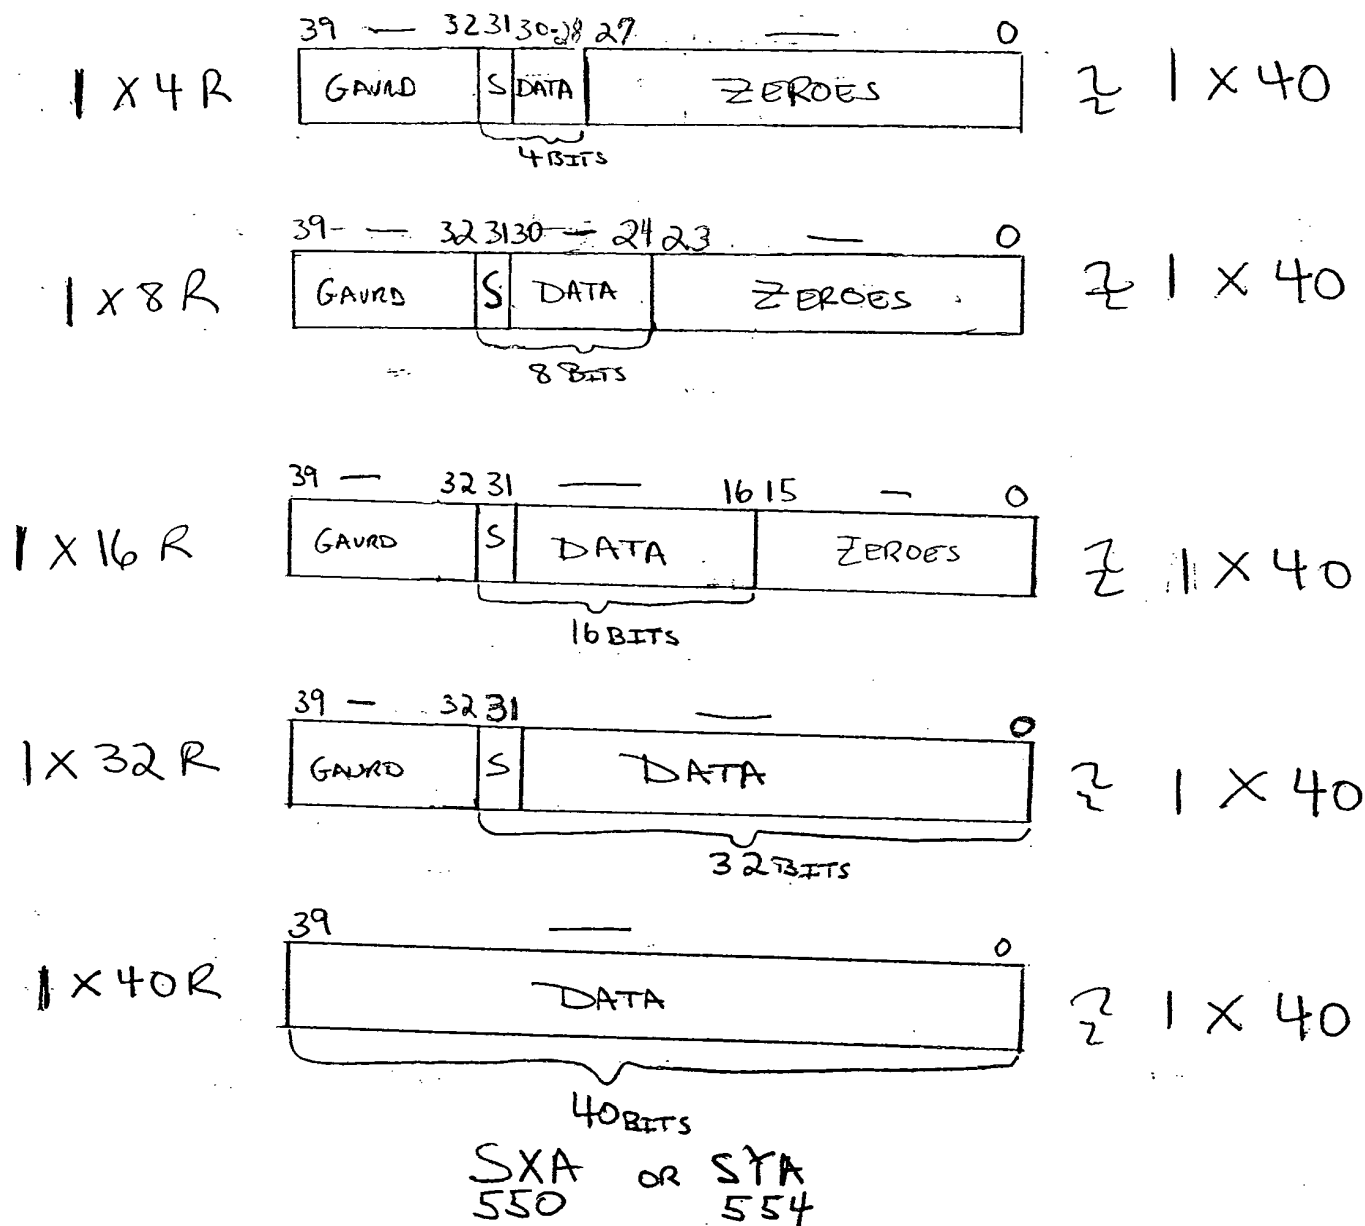 39 — 32 31 30-28 27 — 0
1 X 4 R GAURD S DATA ZEROES 1 X 40
4 BITS
39 - — 32 31 30 — 24 23 — 0
1 X 8 R GAURD S DATA ZEROES 1 X 40
8 BITS
39 — 32 31 — 16 15 - 0
1 X 16 R GAURD S DATA ZEROES 1 X 40
16 BITS
39 — 32 31 — 0
1 X 32 R GAURD S DATA 1 X 40
32 BITS
39 — 0
1 X 40 R DATA 1 X 40
40 BITS
SXA OR SYA
550 554